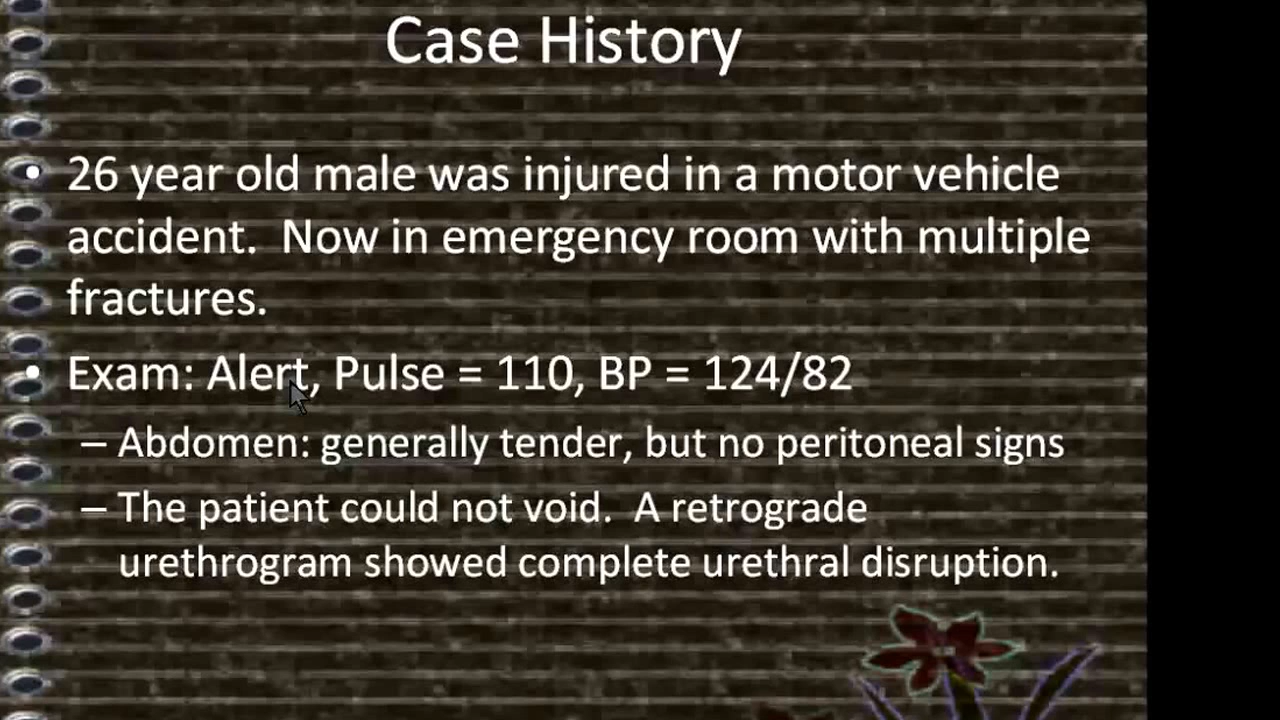 Case History
• 26 year old male was injured in a motor vehicle
accident.  Now in emergency room with multiple
fractures.
• Exam: Alert, Pulse = 110, BP = 124/82
– Abdomen: generally tender, but no peritoneal signs
– The patient could not void.  A retrograde
urethrogram showed complete urethral disruption.